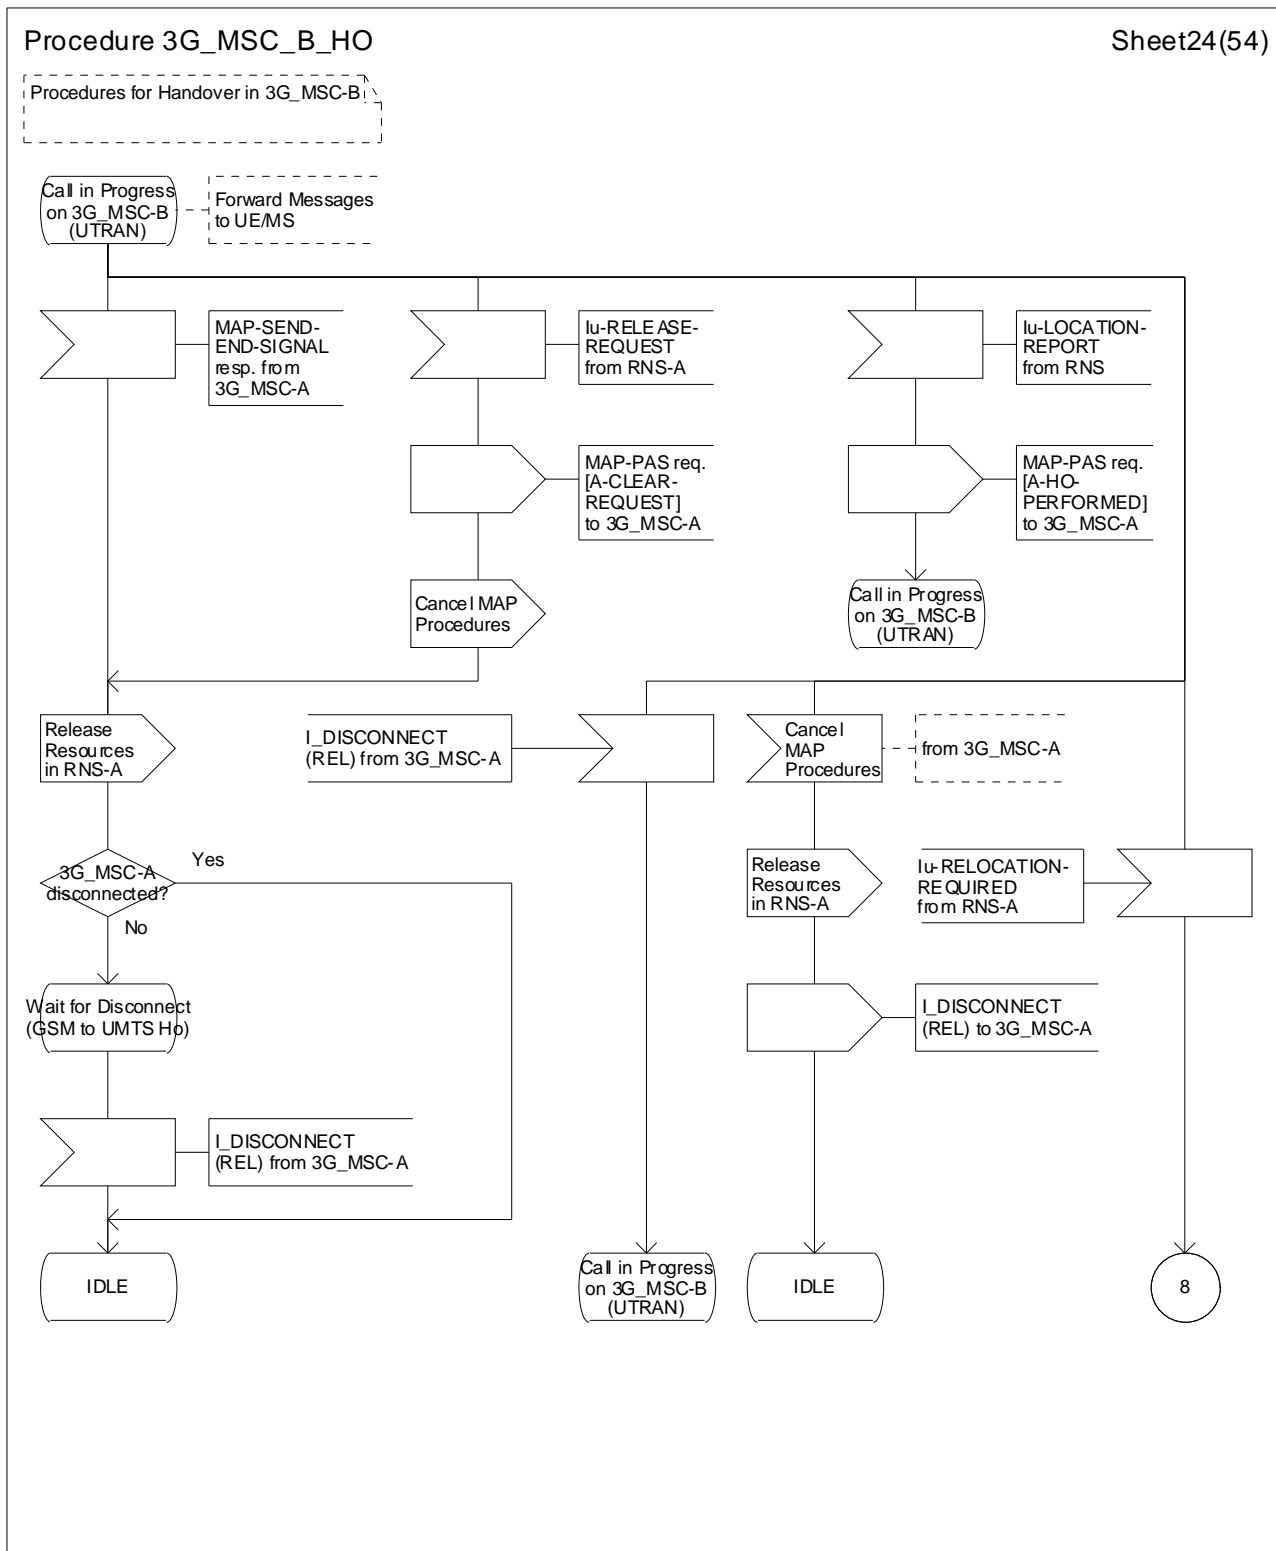 Procedure 3G_MSC_B_HO
Sheet24(54)
Procedures for Handover in 3G_MSC-B
Call in Progress
on 3G_MSC-B
(UTRAN)
Forward Messages
to UE/MS
MAP-SEND-
END-SIGNAL
resp. from
3G_MSC-A
Iu-RELEASE-
REQUEST
from RNS-A
Iu-LOCATION-
REPORT
from RNS
MAP-PAS req.
[A-CLEAR-
REQUEST]
to 3G_MSC-A
MAP-PAS req.
[A-HO-
PERFORMED]
to 3G_MSC-A
Cancel MAP
Procedures
Call in Progress
on 3G_MSC-B
(UTRAN)
Release
Resources
in RNS-A
I_DISCONNECT
(REL) from 3G_MSC-A
Cancel
MAP
Procedures
from 3G_MSC-A
3G_MSC-A
disconnected?
Yes
No
Release
Resources
in RNS-A
Iu-RELOCATION-
REQUIRED
from RNS-A
Wait for Disconnect
(GSM to UMTS Ho)
I_DISCONNECT
(REL) to 3G_MSC-A
I_DISCONNECT
(REL) from 3G_MSC-A
IDLE
Call in Progress
on 3G_MSC-B
(UTRAN)
IDLE
8